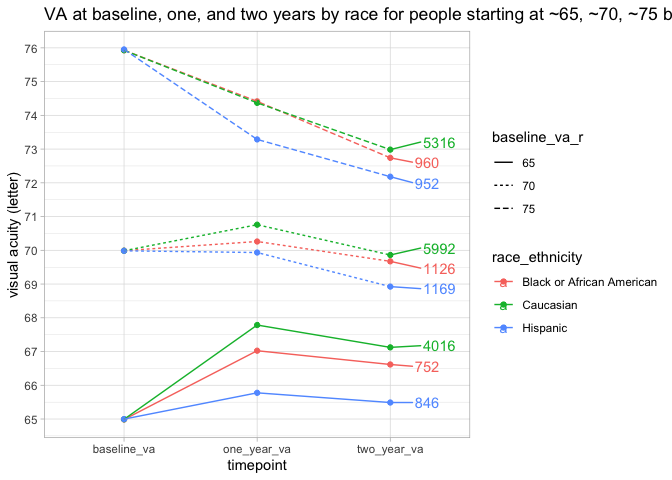 VA at baseline, one, and two years by race for people starting at ~65, ~70, ~75 b
76
75
74
73
72
71
70
69
68
67
66
65
visual acuity (letter)
5316
960
952
5992
1126
1169
4016
752
846
baseline_va
one_year_va
two_year_va
timepoint
baseline_va_r
65
70
75
race_ethnicity
a Black or African American
a Caucasian
a Hispanic